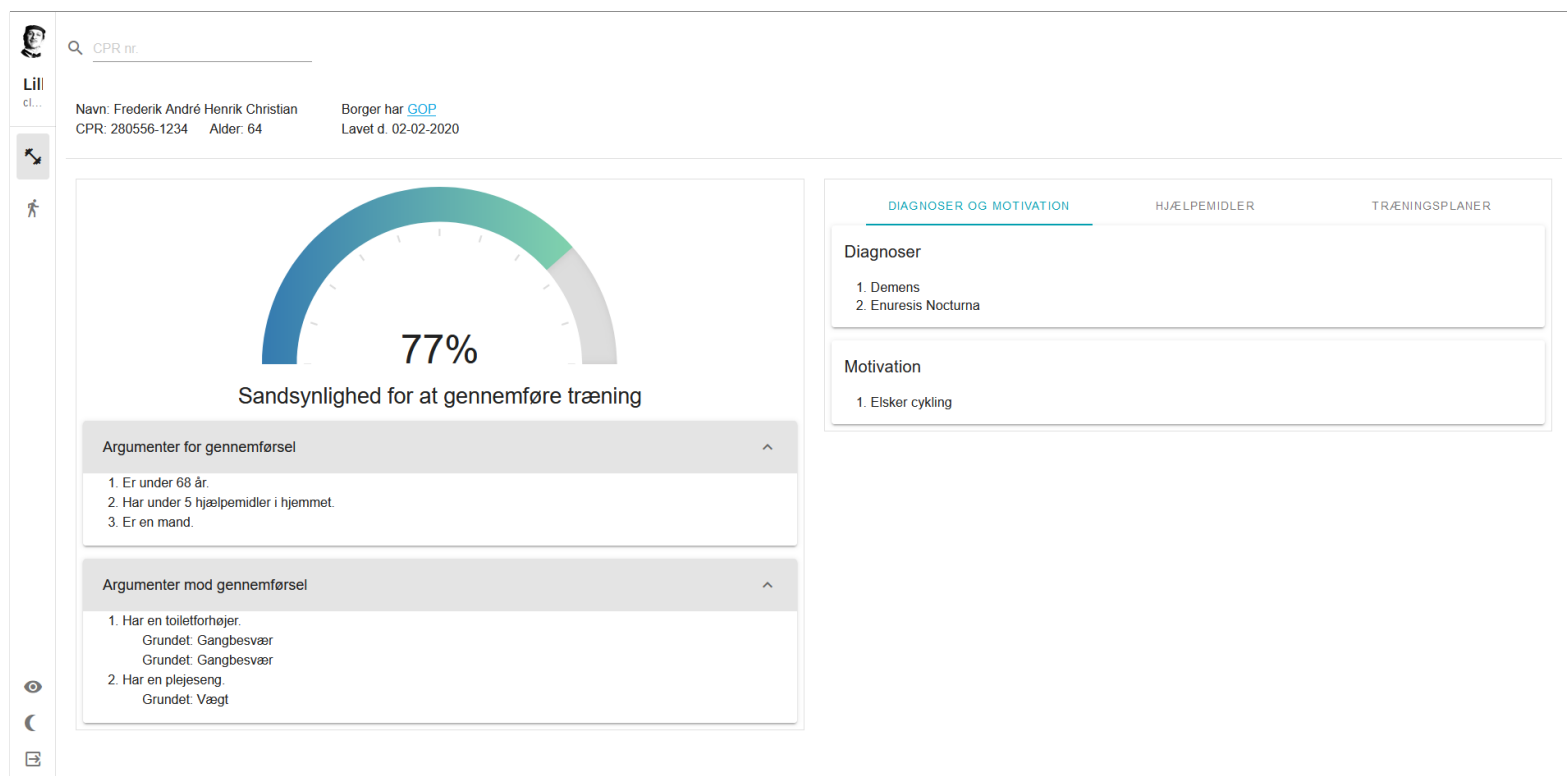 Lill
cl...
CPR nr.
Navn: Frederik André Henrik Christian
CPR: 280556-1234 Alder: 64
Borger har GOP
Lavet d. 02-02-2020
77%
Sandsynlighed for at gennemføre træning
Argumenter for gennemførsel
1. Er under 68 år.
2. Har under 5 hjælpemidler i hjemmet.
3. Er en mand.
Argumenter mod gennemførsel
1. Har en toiletforhøjer.
Grundet: Gangbesvær
Grundet: Gangbesvær
2. Har en plejeseng.
Grundet: Vægt
DIAGNOSER OG MOTIVATION HJÆLPEMIDLER TRÆNINGSPLANER
Diagnoser
1. Demens
2. Enuresis Nocturna
Motivation
1. Elsker cykling